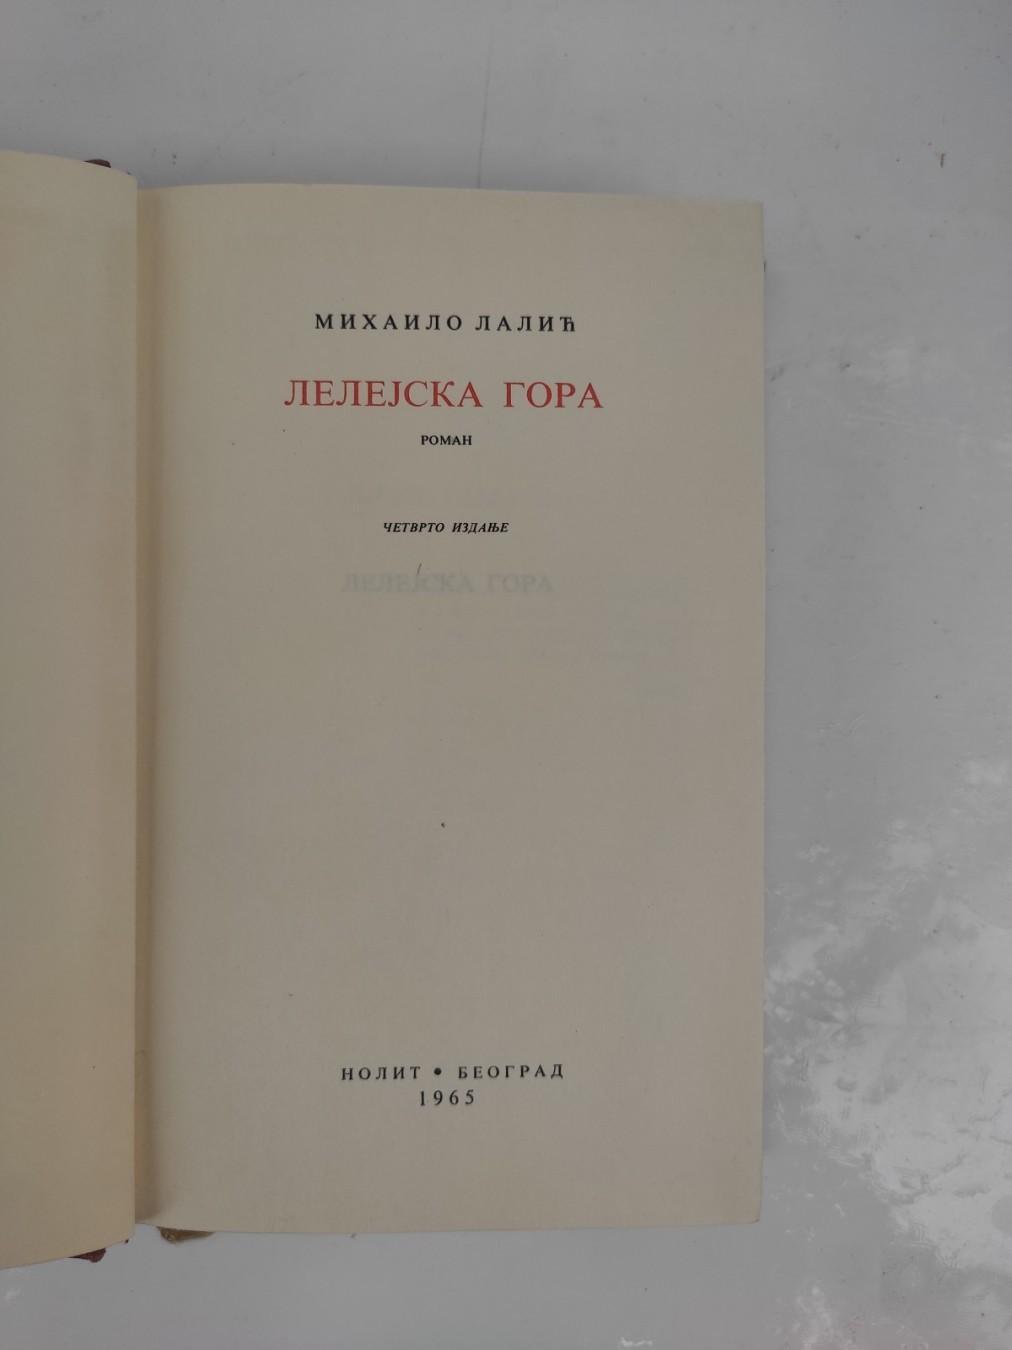 МИХАИЛО ЛАЛИЋ
ЛЕЛЕЈСКА ГОРА
РОМАН
ЧЕТВРТО ИЗДАЊЕ
ЛЕЛЕЈСКА ГОРА
НОЛИТ • БЕОГРАД
1965